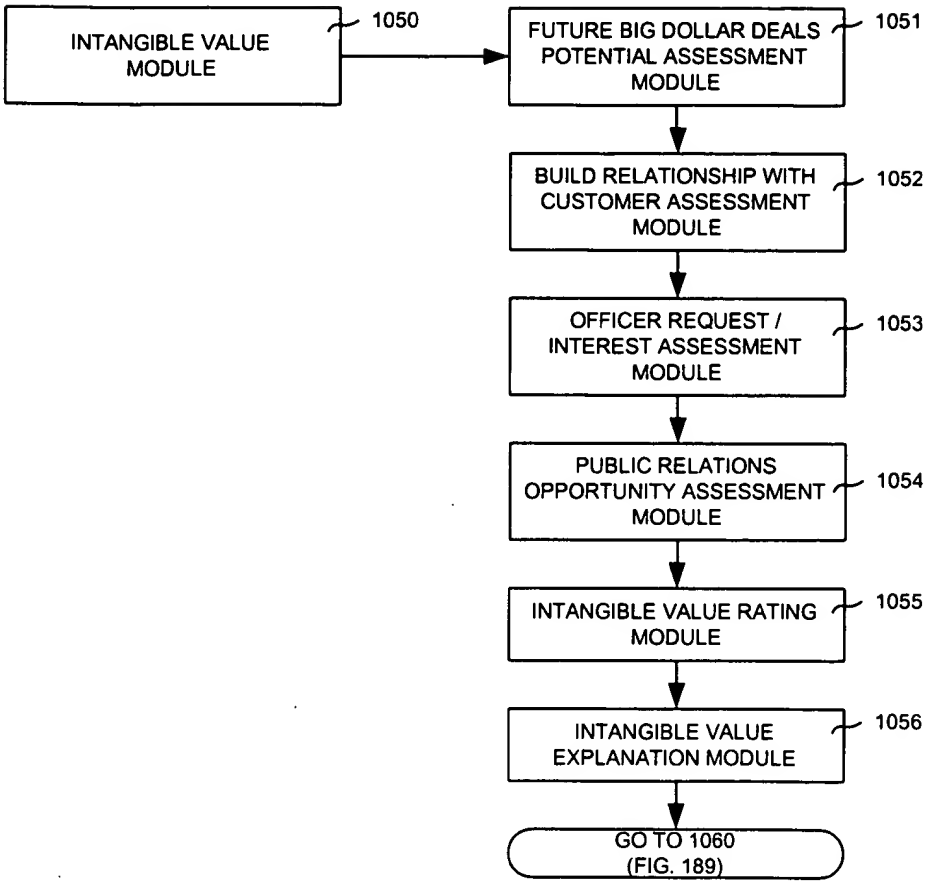 INTANGIBLE VALUE
MODULE
1050
FUTURE BIG DOLLAR DEALS
POTENTIAL ASSESSMENT
MODULE
1051
BUILD RELATIONSHIP WITH
CUSTOMER ASSESSMENT
MODULE
1052
OFFICER REQUEST /
INTEREST ASSESSMENT
MODULE
1053
PUBLIC RELATIONS
OPPORTUNITY ASSESSMENT
MODULE
1054
INTANGIBLE VALUE RATING
MODULE
1055
INTANGIBLE VALUE
EXPLANATION MODULE
1056
GO TO 1060
(FIG. 189)